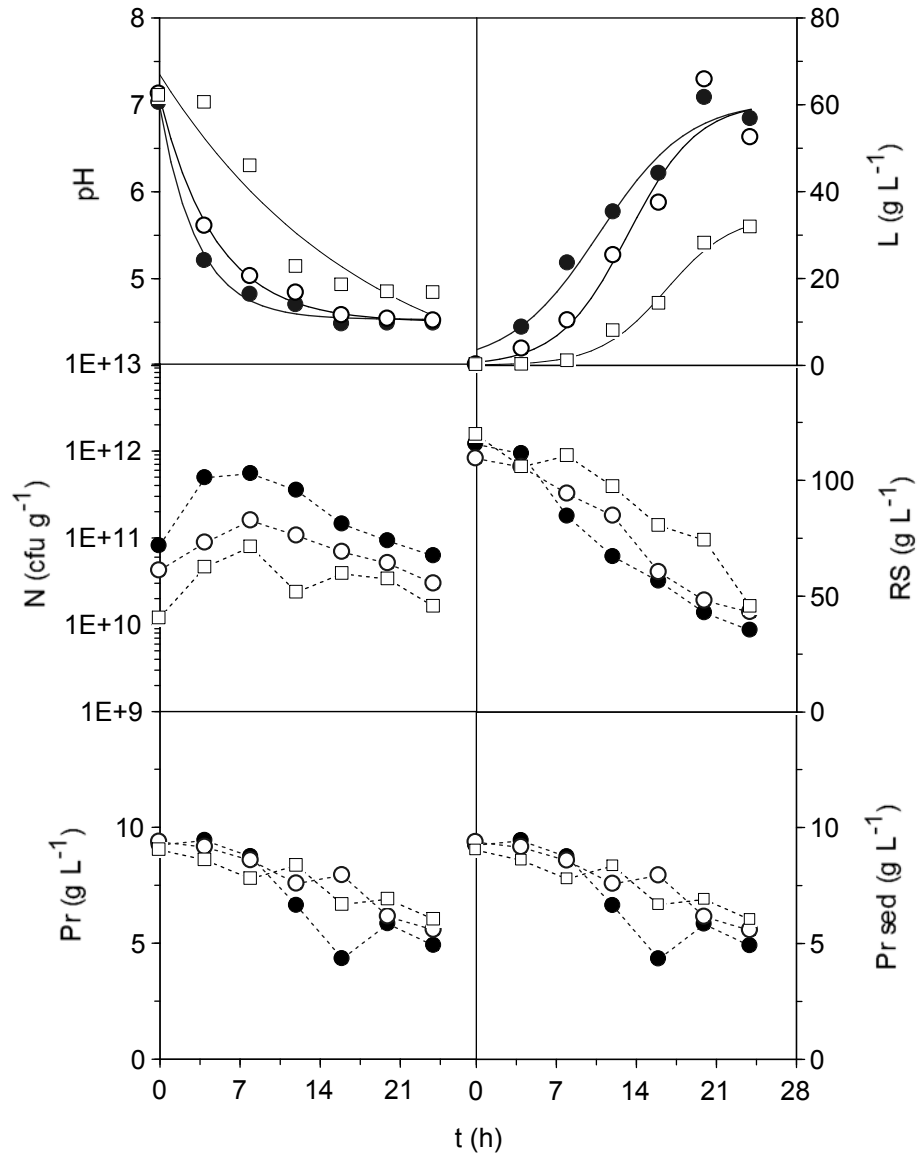 8
7
6
5
pH
80
60
40
20
0
L (g L⁻¹)
1E+13
1E+12
1E+11
1E+10
1E+9
N (cfu g⁻¹)
100
50
0
RS (g L⁻¹)
10
5
0
Pr (g L⁻¹)
10
5
0
Pr sed (g L⁻¹)
0 7 14 21 0 7 14 21 28
t (h)